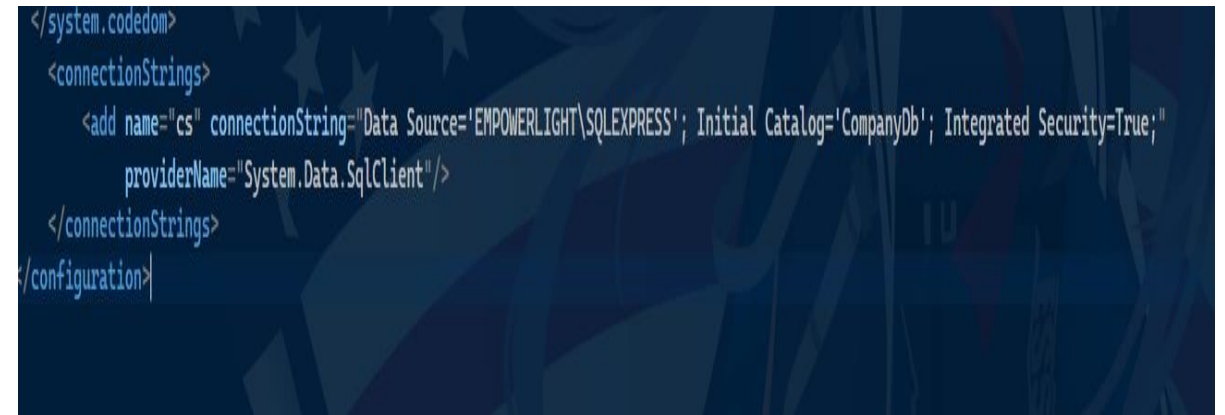 </system.codedom>
<connectionStrings>
<add name="cs" connectionString="Data Source='EMPOWERLIGHT\SQLEXPRESS'; Initial Catalog='CompanyDb'; Integrated Security=True;"
providerName="System.Data.SqlClient"/>
</connectionStrings>
</configuration>